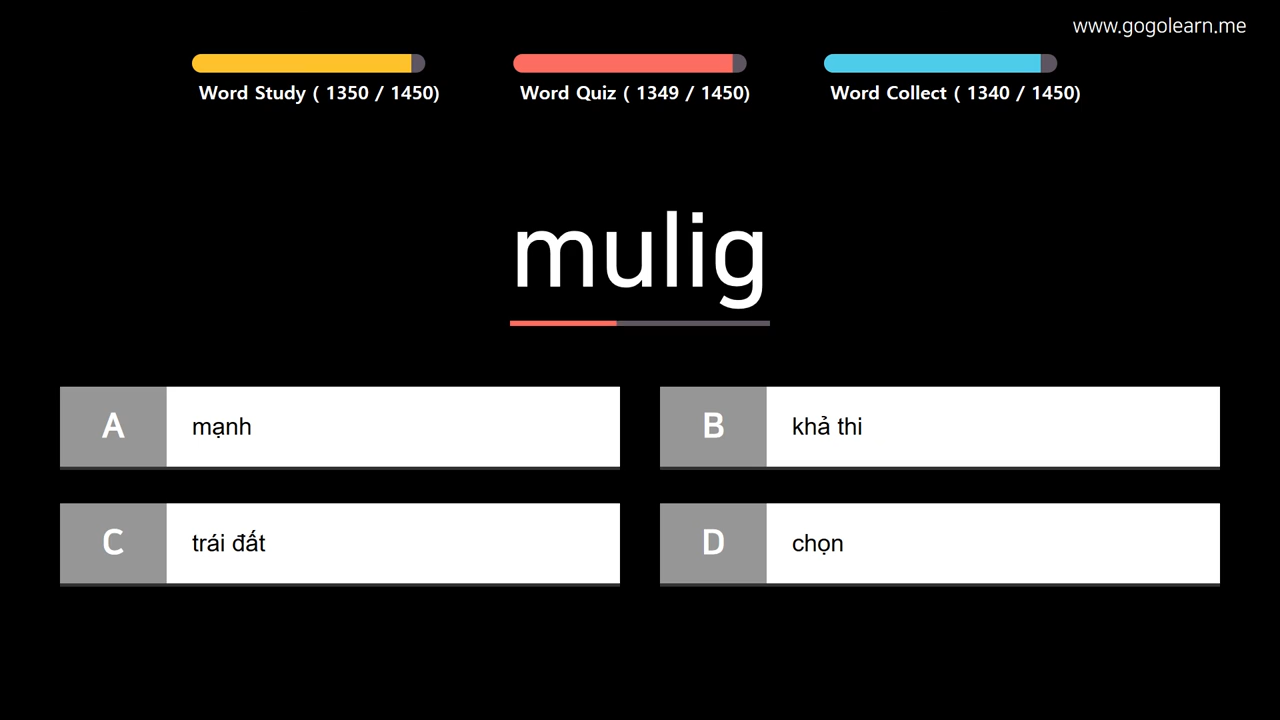 www.gogolearn.me
Word Study ( 1350 / 1450)
Word Quiz ( 1349 / 1450)
Word Collect ( 1340 / 1450)
mulig
A mạnh
B khả thi
C trái đất
D chọn